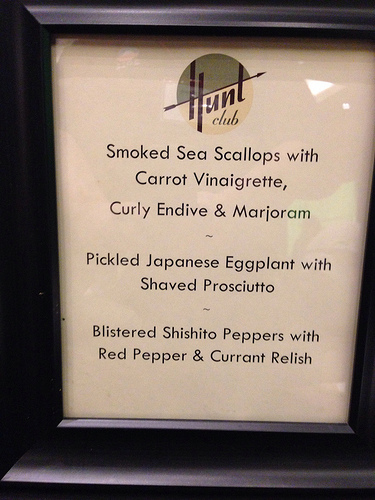 Hunt
club
Smoked Sea Scallops with
Carrot Vinaigrette,
Curly Endive & Marjoram
~
Pickled Japanese Eggplant with
Shaved Prosciutto
~
Blistered Shishito Peppers with
Red Pepper & Currant Relish